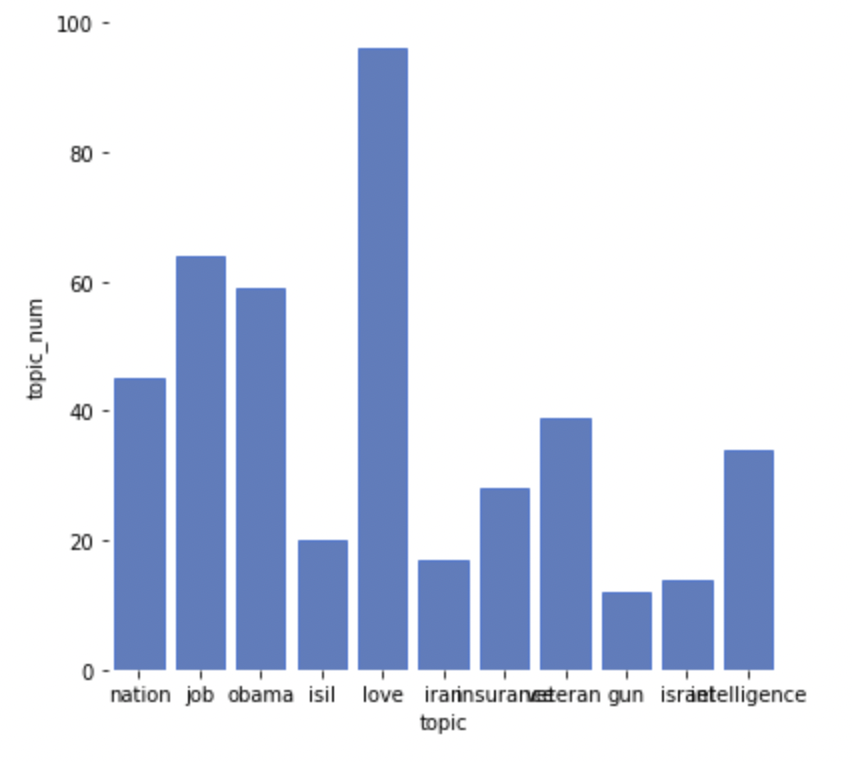 100
80
60
40
20
0
topic_num
nation job obama isil love iran insurance veteran gun israel intelligence
topic